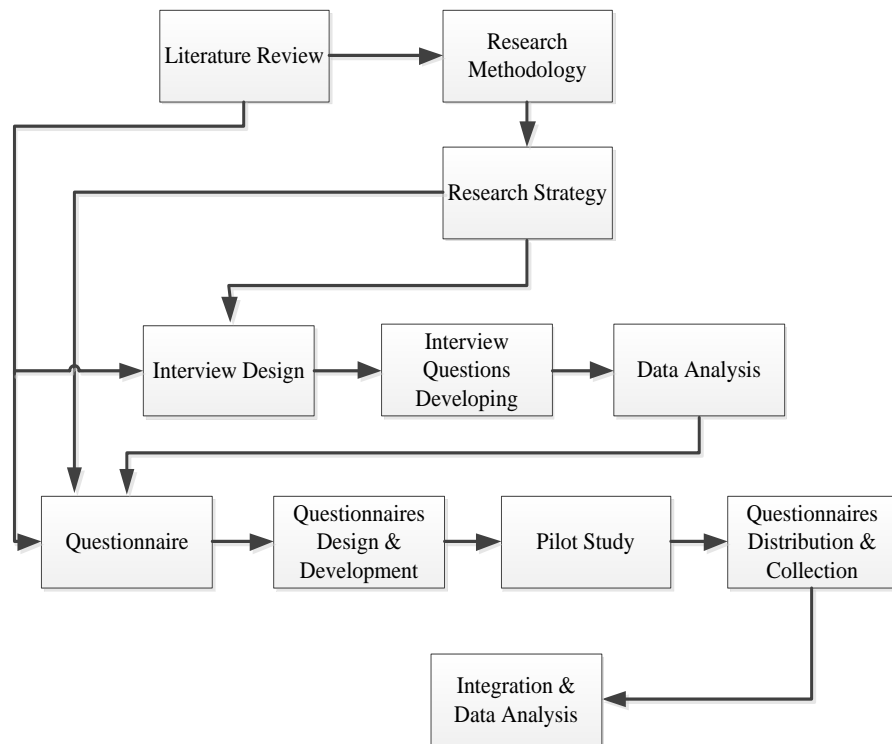 Literature Review
Research
Methodology
Research Strategy
Interview Design
Interview
Questions
Developing
Data Analysis
Questionnaire
Questionnaires
Design &
Development
Pilot Study
Questionnaires
Distribution &
Collection
Integration &
Data Analysis